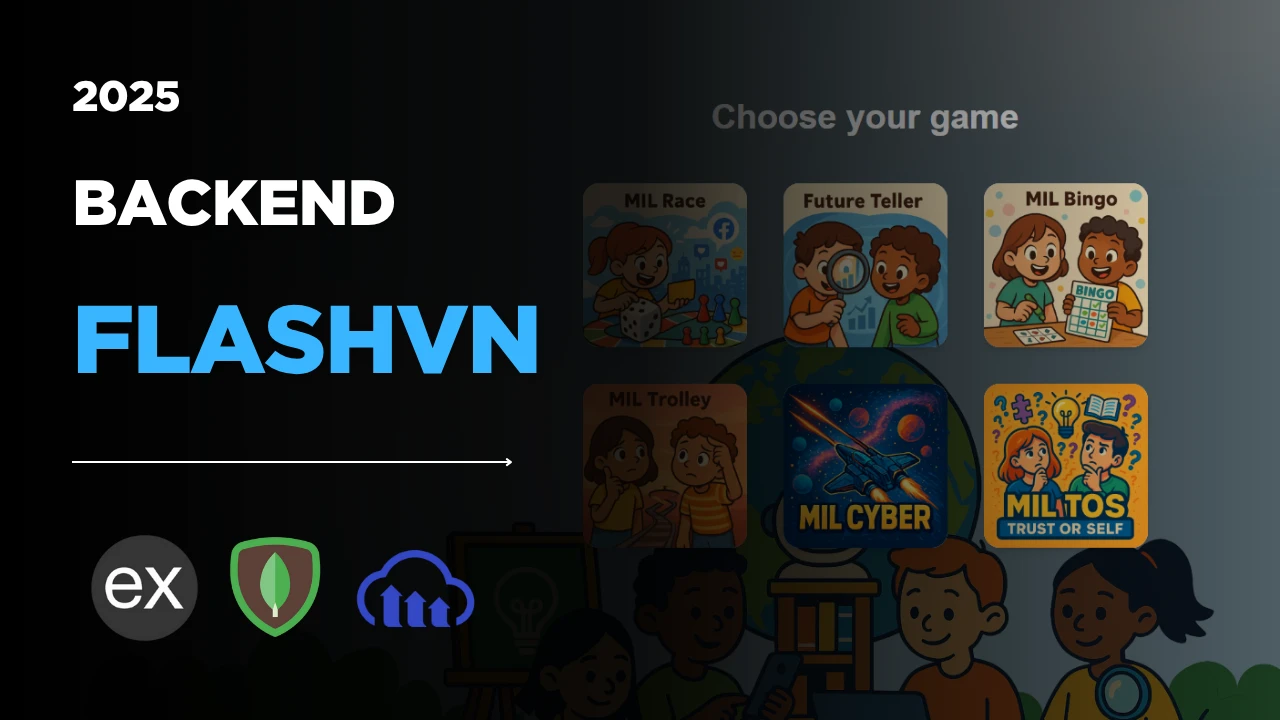 2025
BACKEND
FLASHVN
ex
Choose your game
MIL Race
Future Teller
MIL Bingo
BINGO
MIL Trolley
MIL CYBER
MIL TOS
TRUST OR SELF